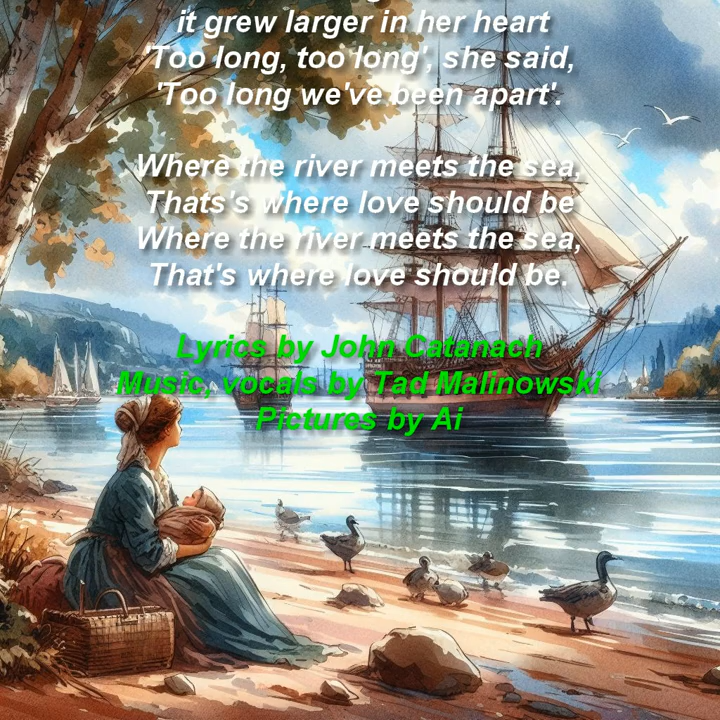 it grew larger in her heart
'Too long, too long', she said,
'Too long we've been apart'.
Where the river meets the sea,
Thats's where love should be
Where the river meets the sea,
That's where love should be.
Lyrics by John Catanach
Music, vocals by Tad Malinowski
Pictures by Ai